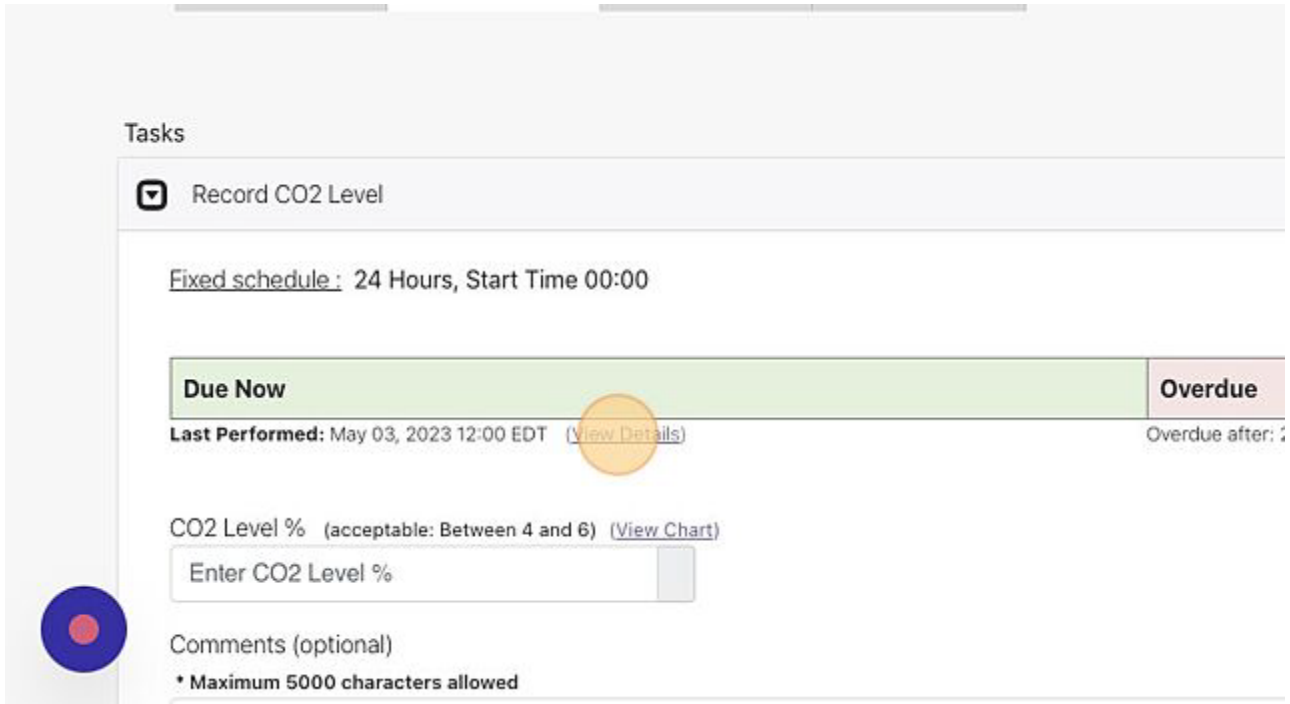 Tasks
Record CO2 Level
Fixed schedule : 24 Hours, Start Time 00:00
Due Now Overdue
Last Performed: May 03, 2023 12:00 EDT (View Details) Overdue after:
CO2 Level % (acceptable: Between 4 and 6) (View Chart)
Enter CO2 Level %
Comments (optional)
* Maximum 5000 characters allowed